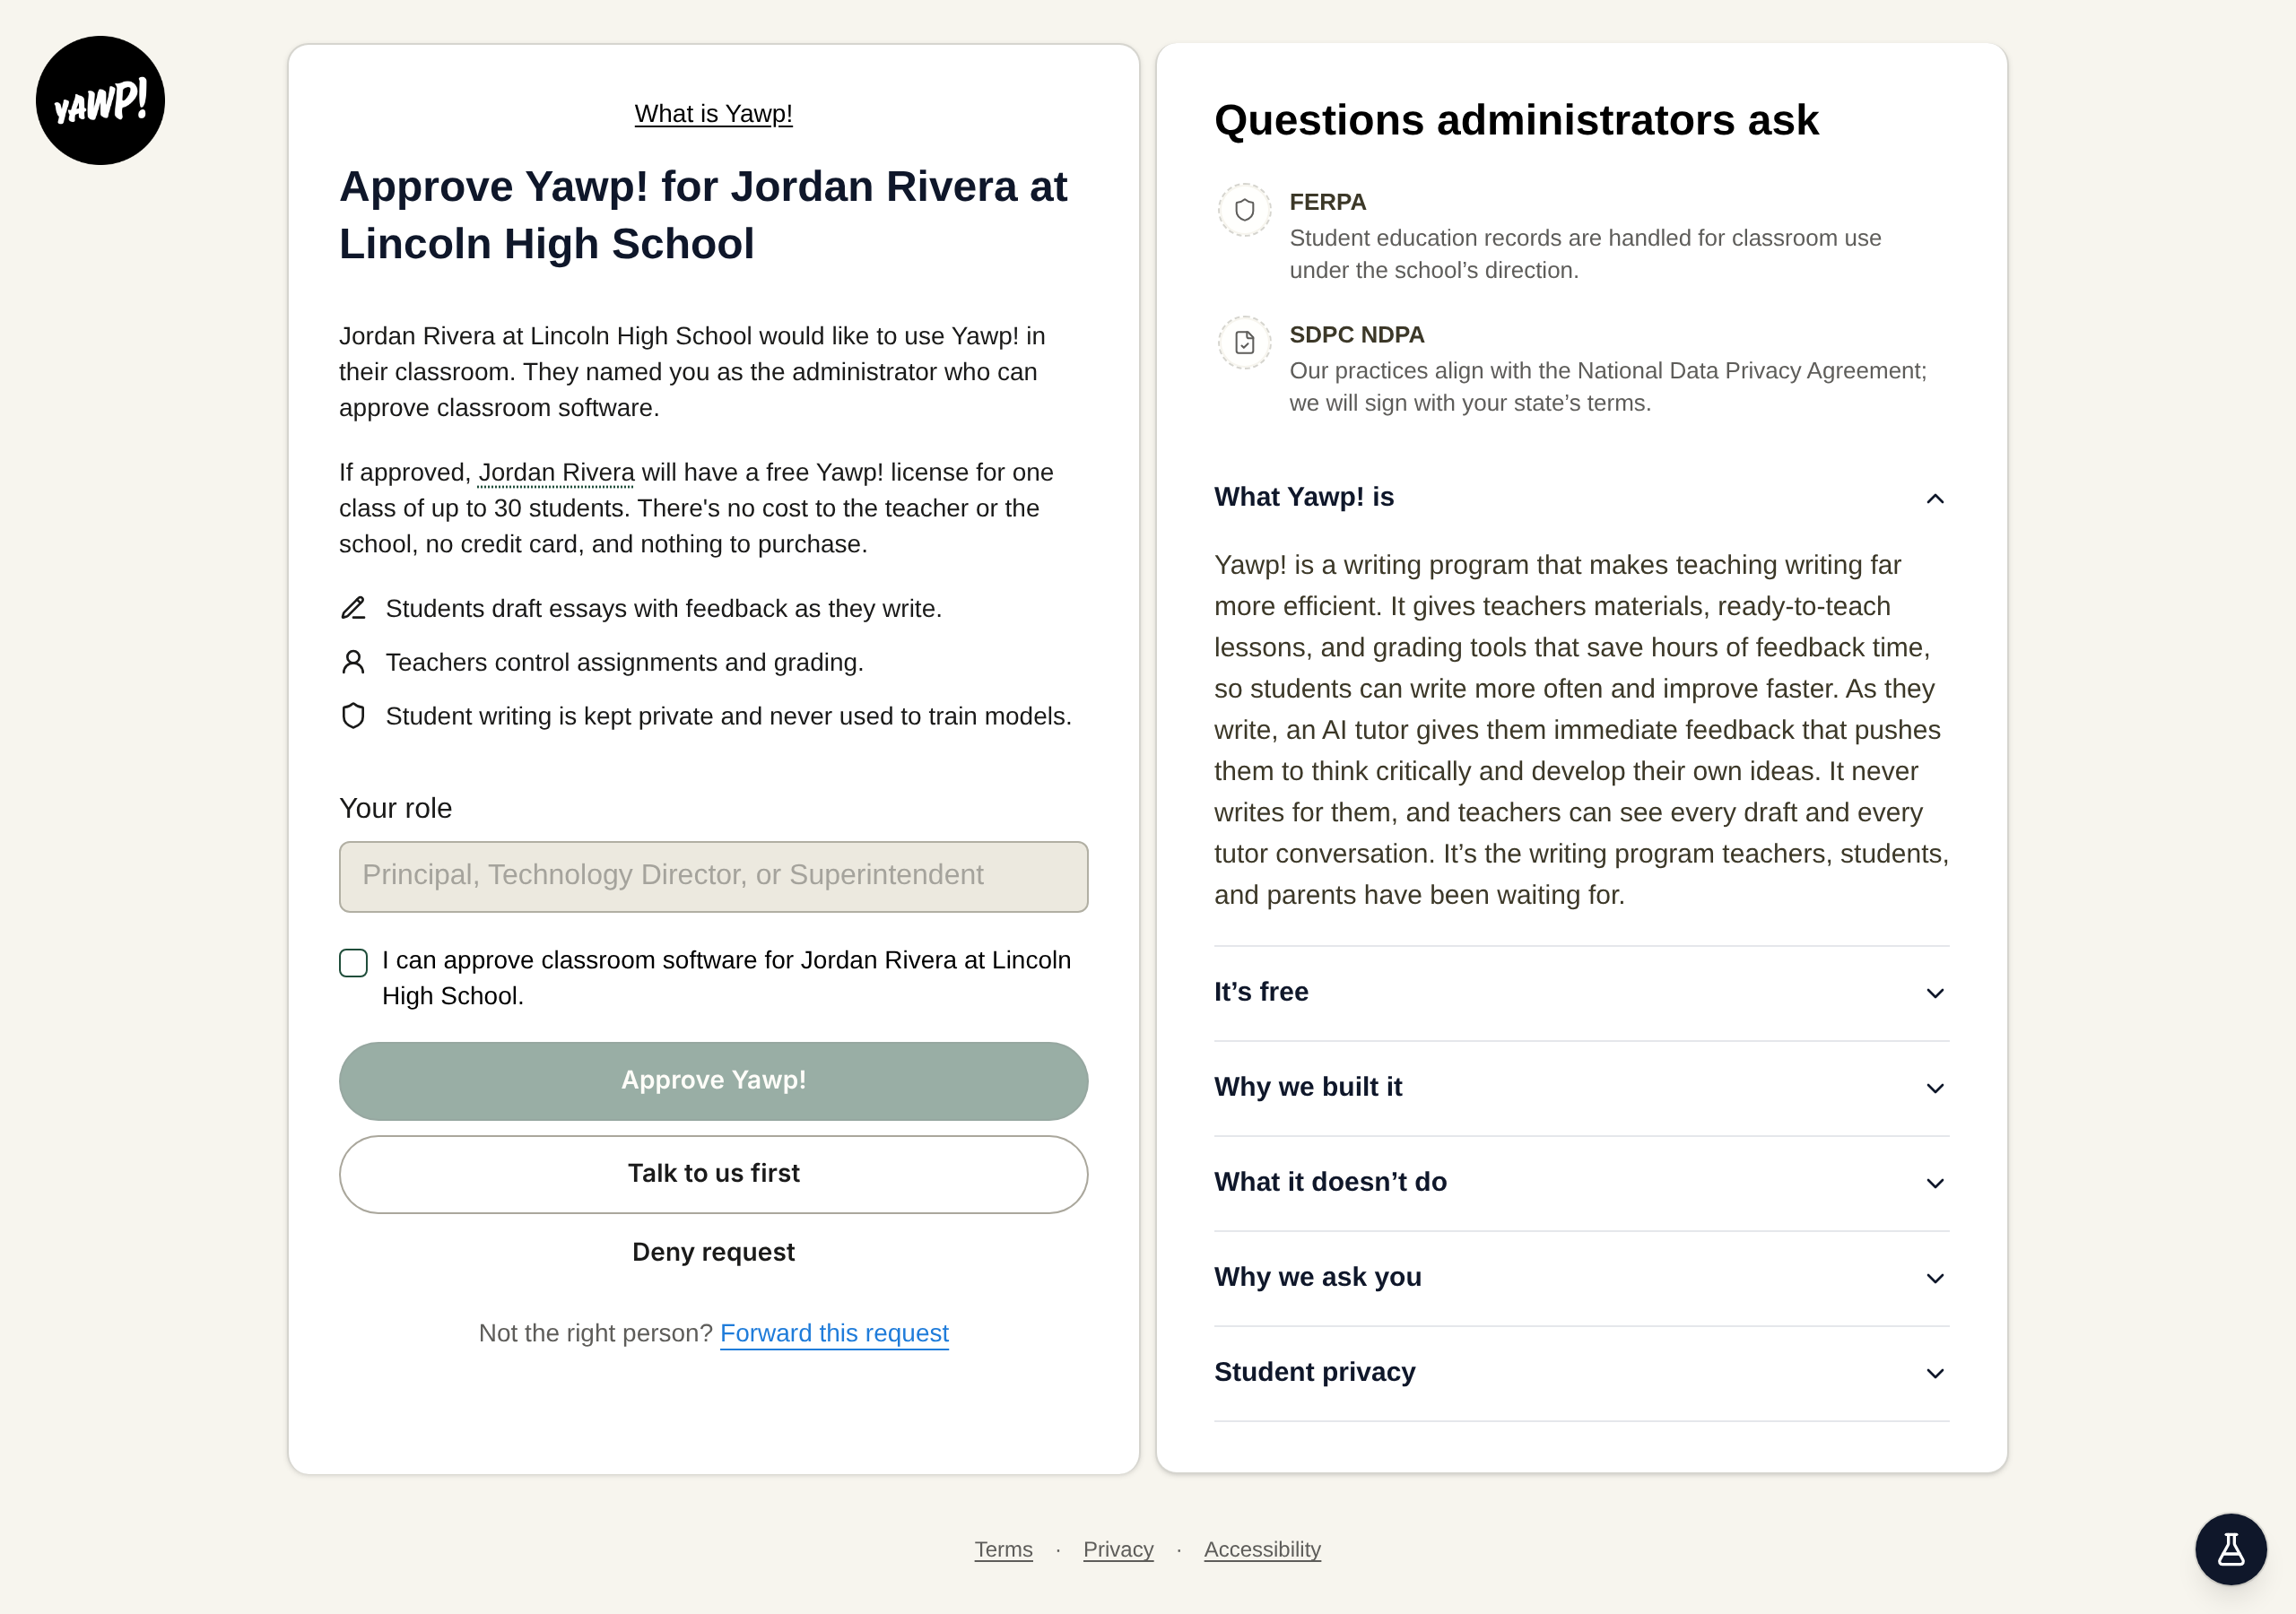 YAWP!
What is Yawp!
Approve Yawp! for Jordan Rivera at
Lincoln High School
Jordan Rivera at Lincoln High School would like to use Yawp! in
their classroom. They named you as the administrator who can
approve classroom software.
If approved, Jordan Rivera will have a free Yawp! license for one
class of up to 30 students. There's no cost to the teacher or the
school, no credit card, and nothing to purchase.
Students draft essays with feedback as they write.
Teachers control assignments and grading.
Student writing is kept private and never used to train models.
Your role
Principal, Technology Director, or Superintendent
I can approve classroom software for Jordan Rivera at Lincoln
High School.
Approve Yawp!
Talk to us first
Deny request
Not the right person? Forward this request
Questions administrators ask
FERPA
Student education records are handled for classroom use
under the school’s direction.
SDPC NDPA
Our practices align with the National Data Privacy Agreement;
we will sign with your state’s terms.
What Yawp! is
Yawp! is a writing program that makes teaching writing far
more efficient. It gives teachers materials, ready-to-teach
lessons, and grading tools that save hours of feedback time,
so students can write more often and improve faster. As they
write, an AI tutor gives them immediate feedback that pushes
them to think critically and develop their own ideas. It never
writes for them, and teachers can see every draft and every
tutor conversation. It’s the writing program teachers, students,
and parents have been waiting for.
It’s free
Why we built it
What it doesn’t do
Why we ask you
Student privacy
Terms · Privacy · Accessibility